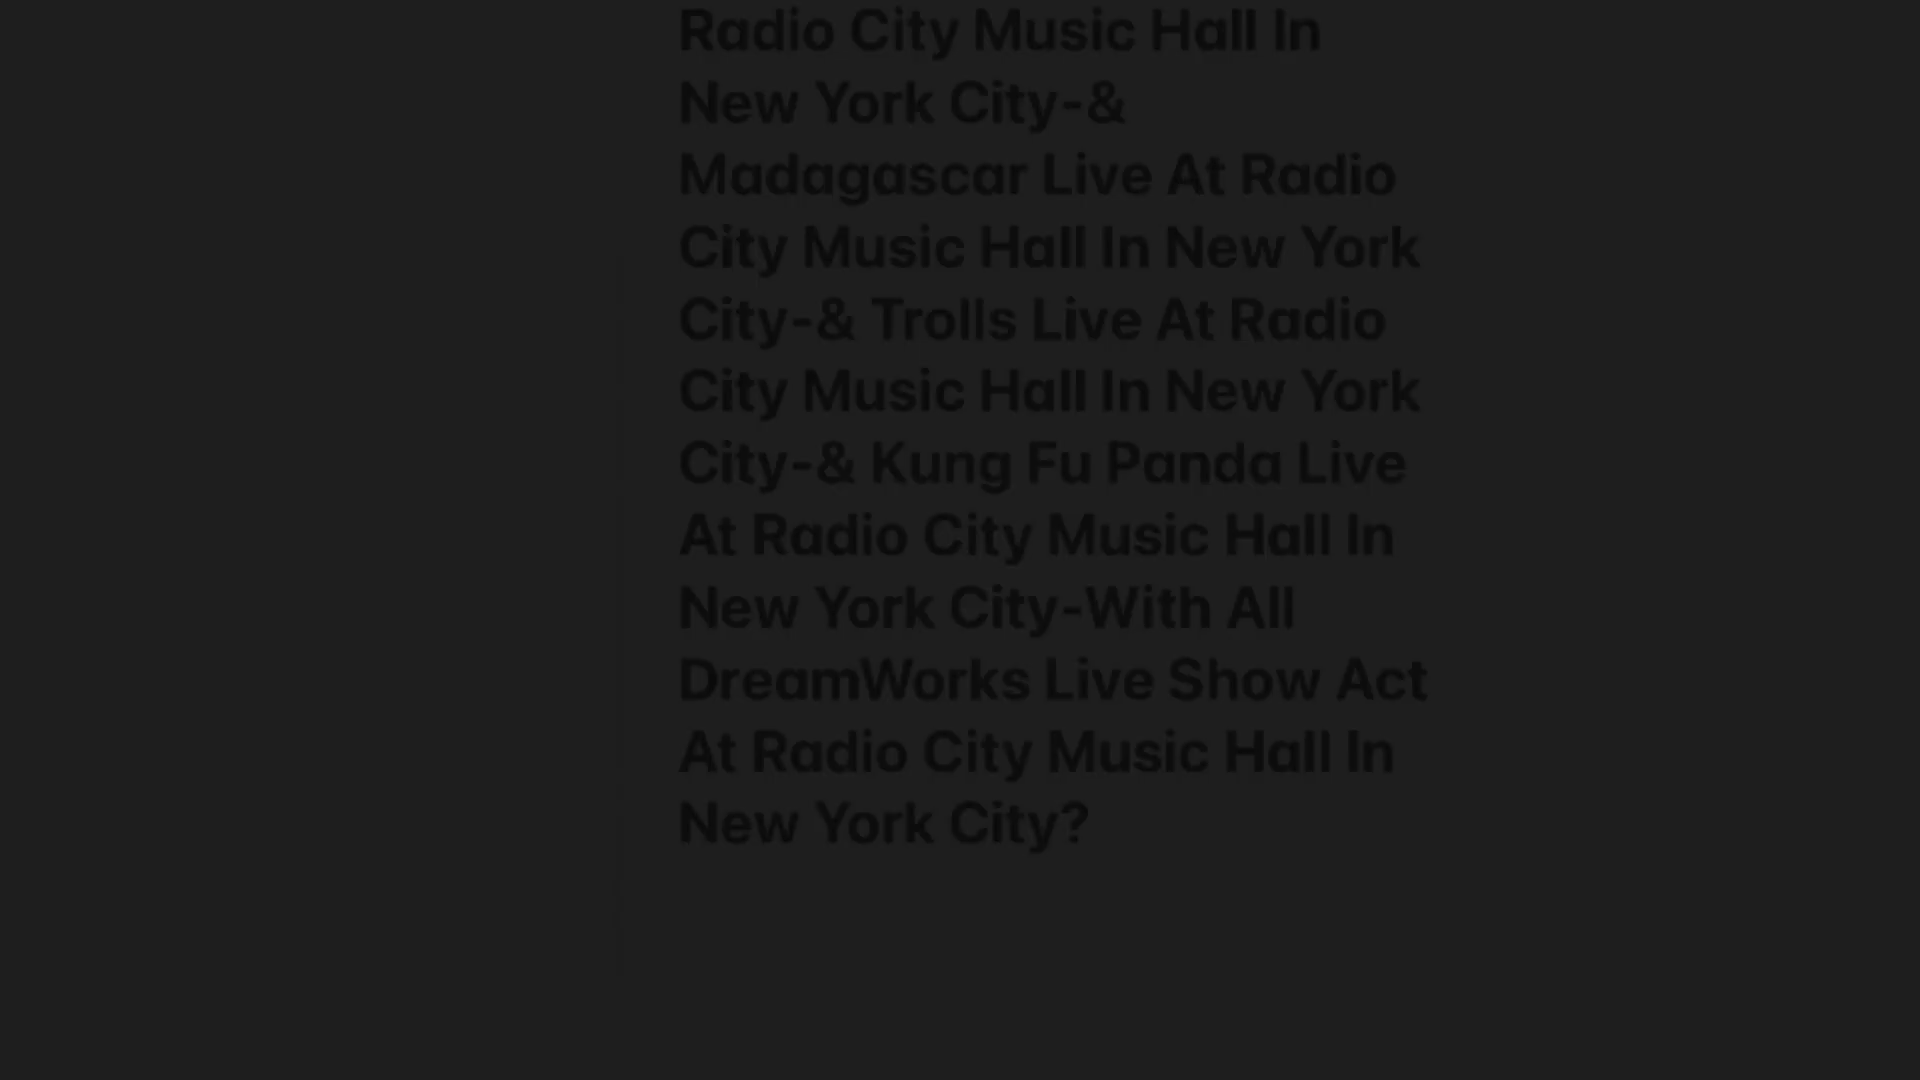 Radio City Music Hall In
New York City-&
Madagascar Live At Radio
City Music Hall In New York
City-& Trolls Live At Radio
City Music Hall In New York
City-& Kung Fu Panda Live
At Radio City Music Hall In
New York City-With All
DreamWorks Live Show Act
At Radio City Music Hall In
New York City?